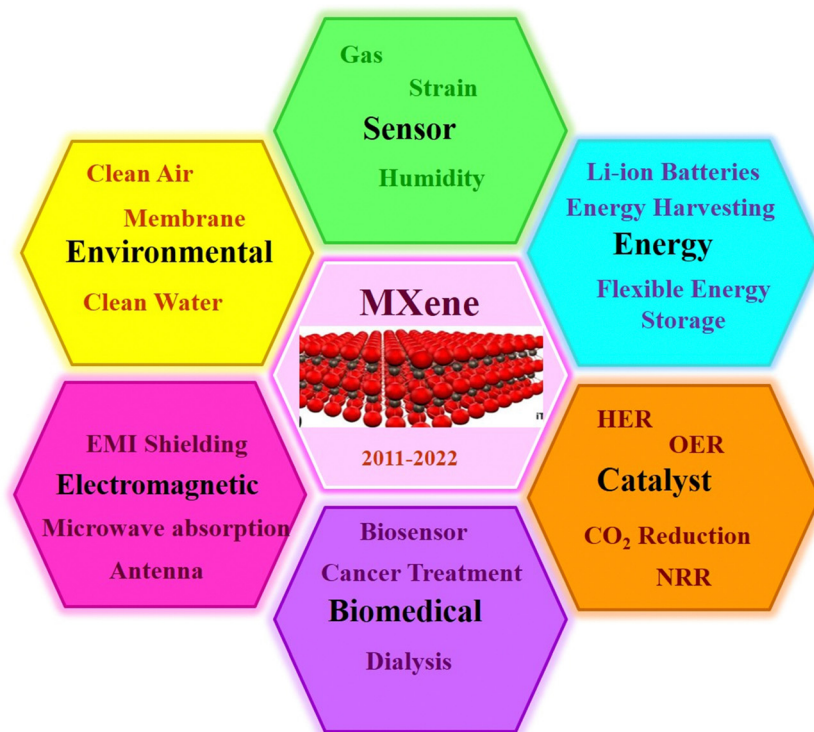 Gas
Strain
Sensor
Humidity
Clean Air
Membrane
Environmental
Clean Water
Li-ion Batteries
Energy Harvesting
Energy
Flexible Energy
Storage
MXene
2011-2022
EMI Shielding
Electromagnetic
Microwave absorption
Antenna
HER
OER
Catalyst
CO₂ Reduction
NRR
Biosensor
Cancer Treatment
Biomedical
Dialysis